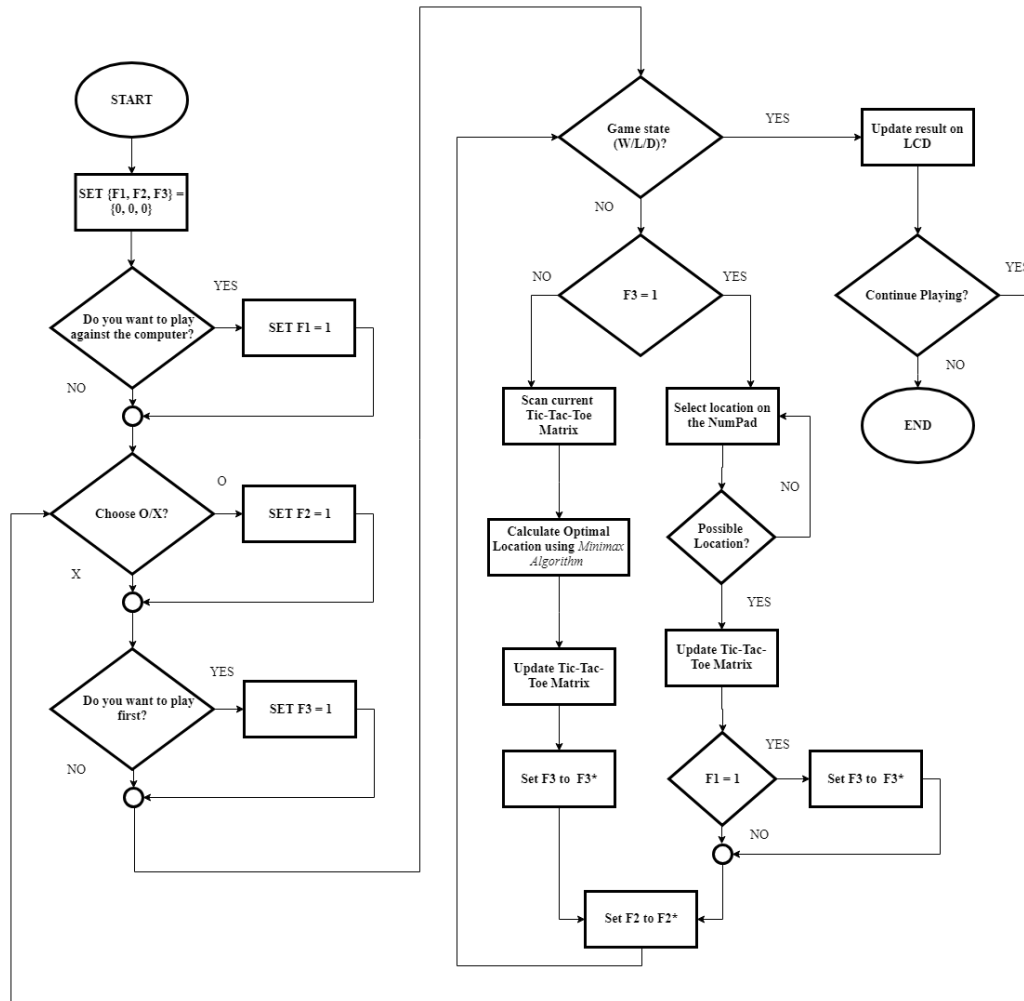 START
SET {F1, F2, F3} =
{0, 0, 0}
Do you want to play
against the computer?
YES
SET F1 = 1
NO
Choose O/X?
O
SET F2 = 1
X
Do you want to play
first?
YES
SET F3 = 1
NO
Game state
(W/L/D)?
YES
Update result on
LCD
NO
F3 = 1
NO
YES
Continue Playing?
YES
NO
END
Scan current
Tic-Tac-Toe
Matrix
Select location on
the NumPad
NO
Calculate Optimal
Location using Minimax
Algorithm
Possible
Location?
YES
Update Tic-Tac-
Toe Matrix
Update Tic-Tac-
Toe Matrix
Set F3 to F3*
F1 = 1
YES
Set F3 to F3*
NO
Set F2 to F2*